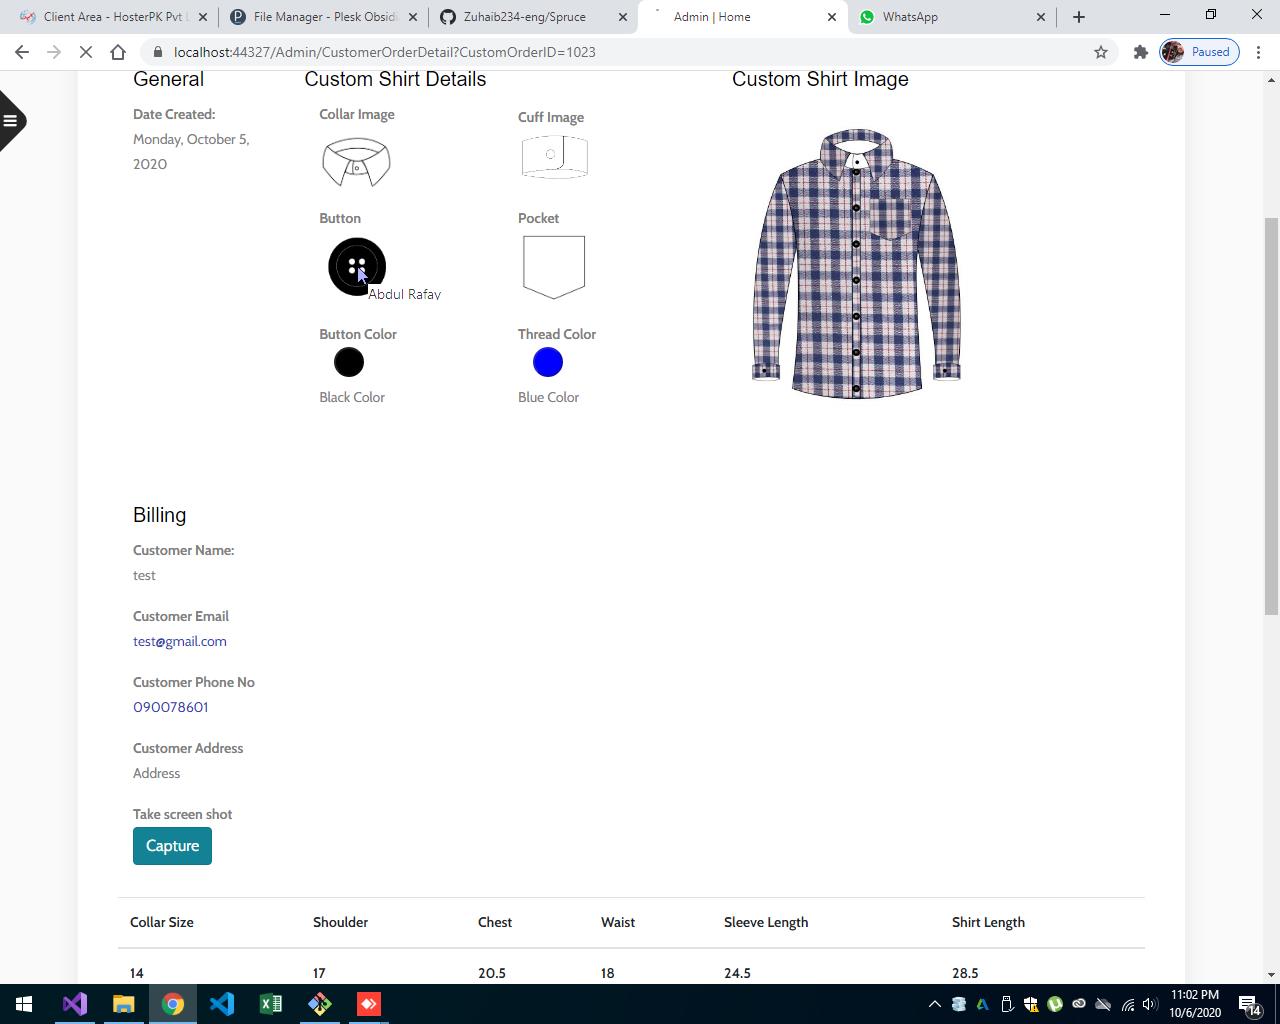 Client Area - HosterPK Pvt L
File Manager - Plesk Obsidi
Zuhaib234-eng/Spruce
Admin | Home
WhatsApp
localhost:44327/Admin/CustomerOrderDetail?CustomOrderID=1023
Paused
General
Custom Shirt Details
Custom Shirt Image
Date Created:
Monday, October 5,
2020
Collar Image
Cuff Image
Button
Pocket
Abdul Rafay
Button Color
Thread Color
Black Color
Blue Color
Billing
Customer Name:
test
Customer Email
test@gmail.com
Customer Phone No
090078601
Customer Address
Address
Take screen shot
Capture
Collar Size
Shoulder
Chest
Waist
Sleeve Length
Shirt Length
14
17
20.5
18
24.5
28.5
11:02 PM
10/6/2020
14